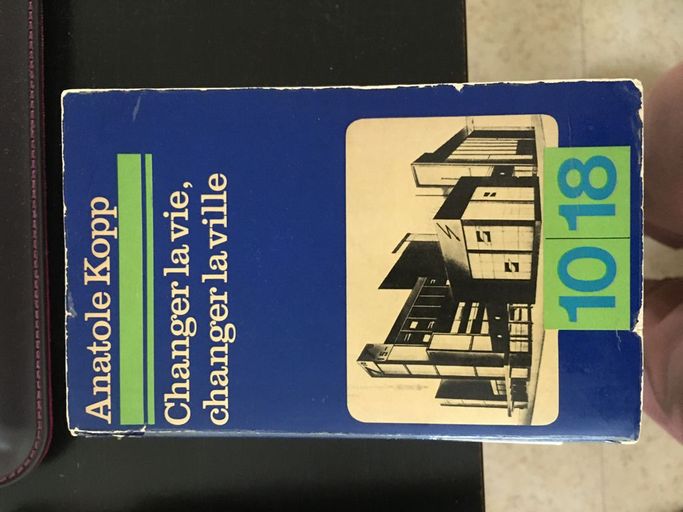 Anatole Kopp
Changer la vie,
changer la ville
10 18